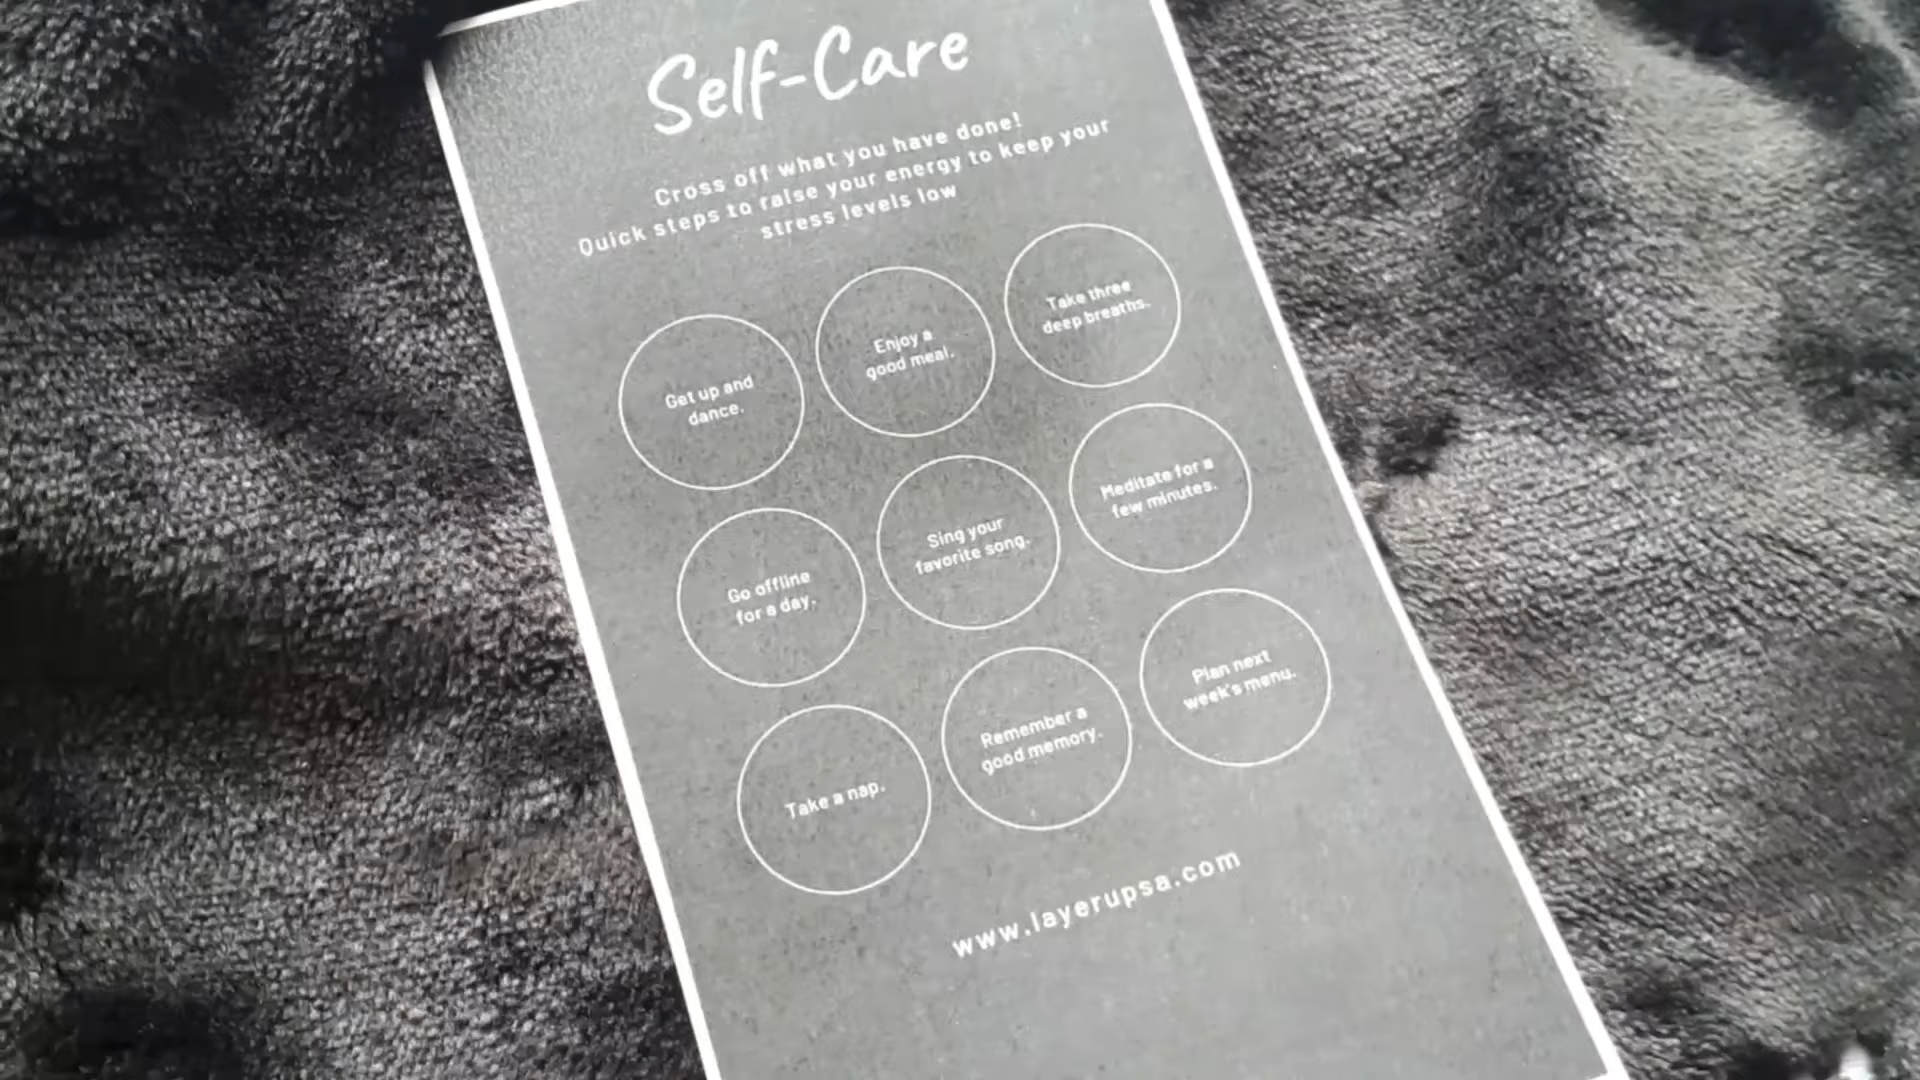 Self-Care
Cross off what you have done!
Quick steps to raise your energy to keep your
stress levels low
Get up and
dance.
Enjoy a
good meal.
Take three
deep breaths.
Go offline
for a day.
Sing your
favorite song.
Meditate for a
few minutes.
Take a nap.
Remember a
good memory.
Plan next
week's menu.
www.layerupsa.com